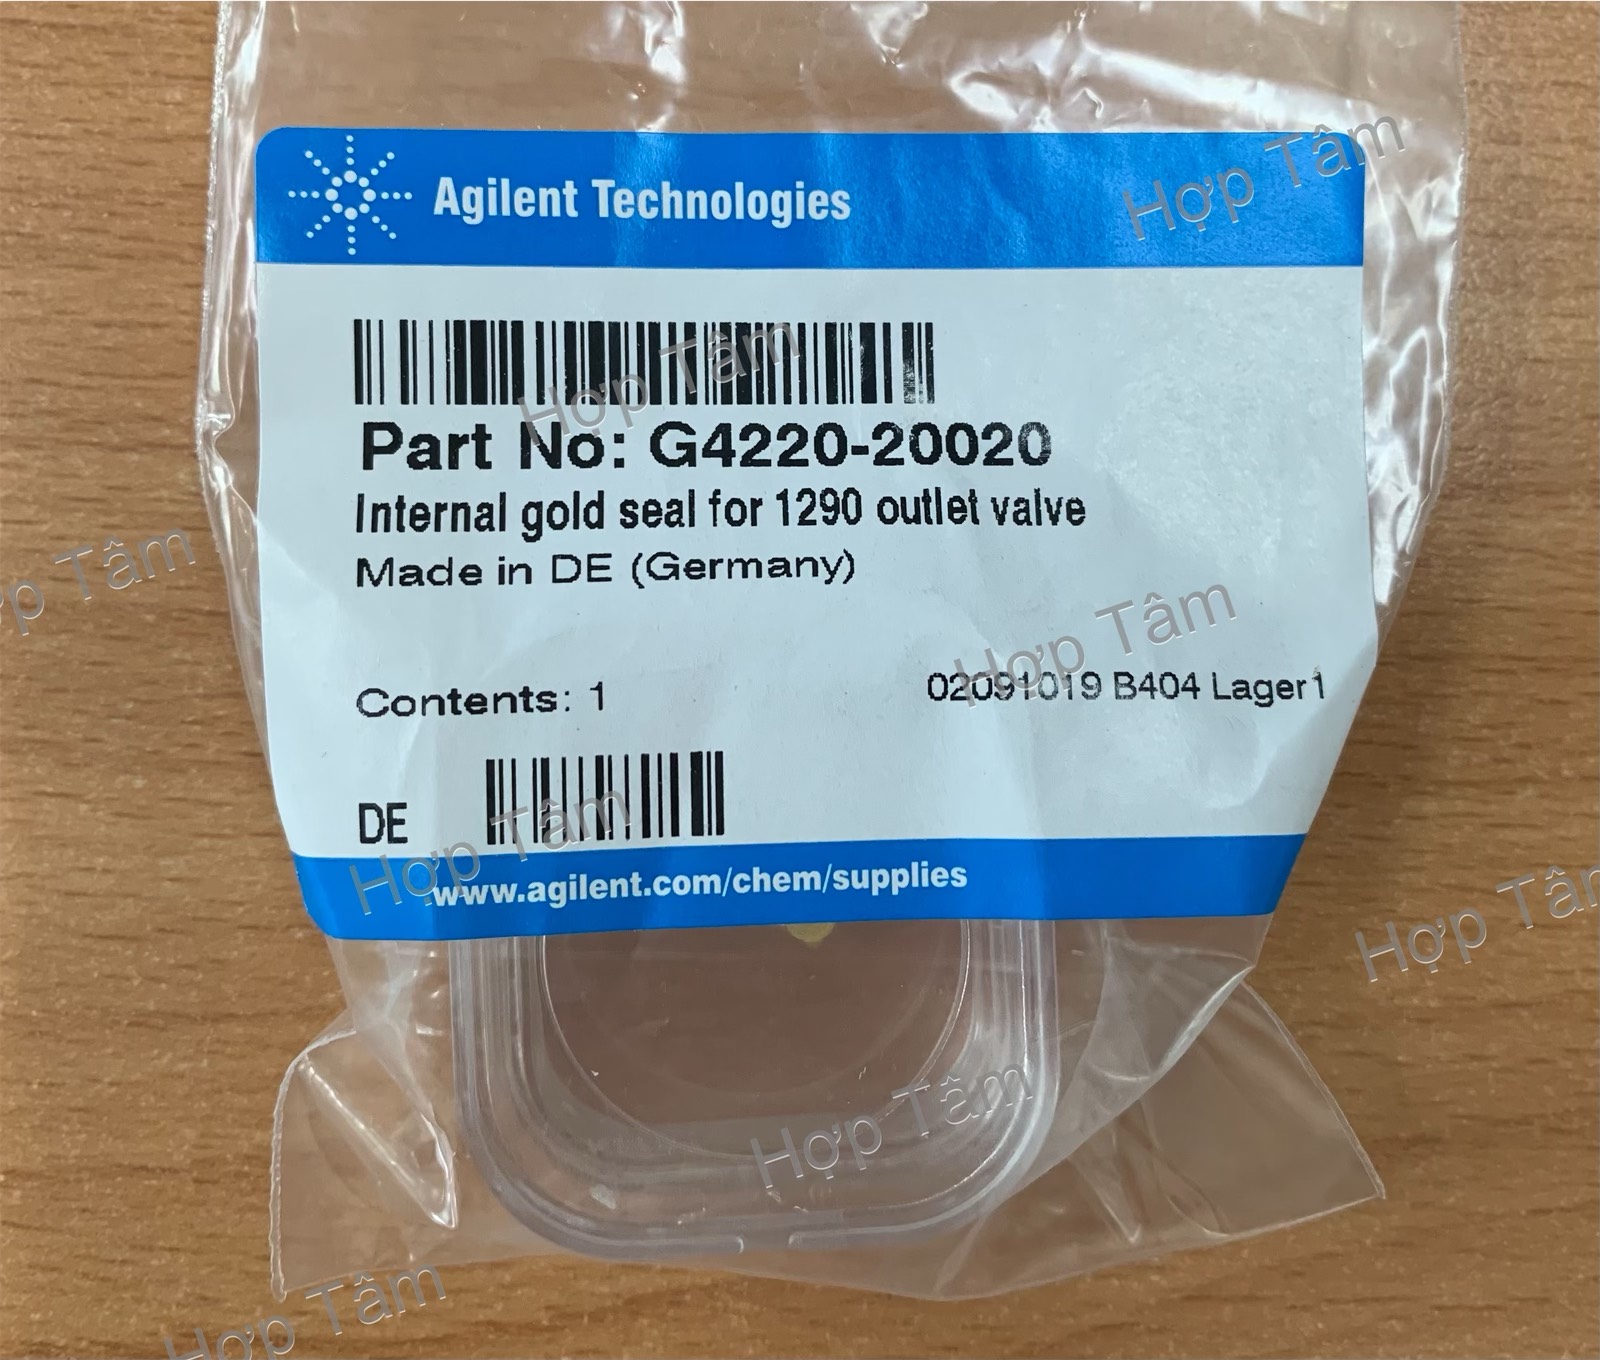 Agilent Technologies
Part No: G4220-20020
Internal gold seal for 1290 outlet valve
Made in DE (Germany)
Contents: 1
02091019 B404 Lager1
DE
www.agilent.com/chem/supplies
Hợp Tâm
Hợp Tâm
Hợp Tâm
Hợp Tâm
Hợp Tâm
Hợp Tâm
Hợp Tâm
Hợp Tâm